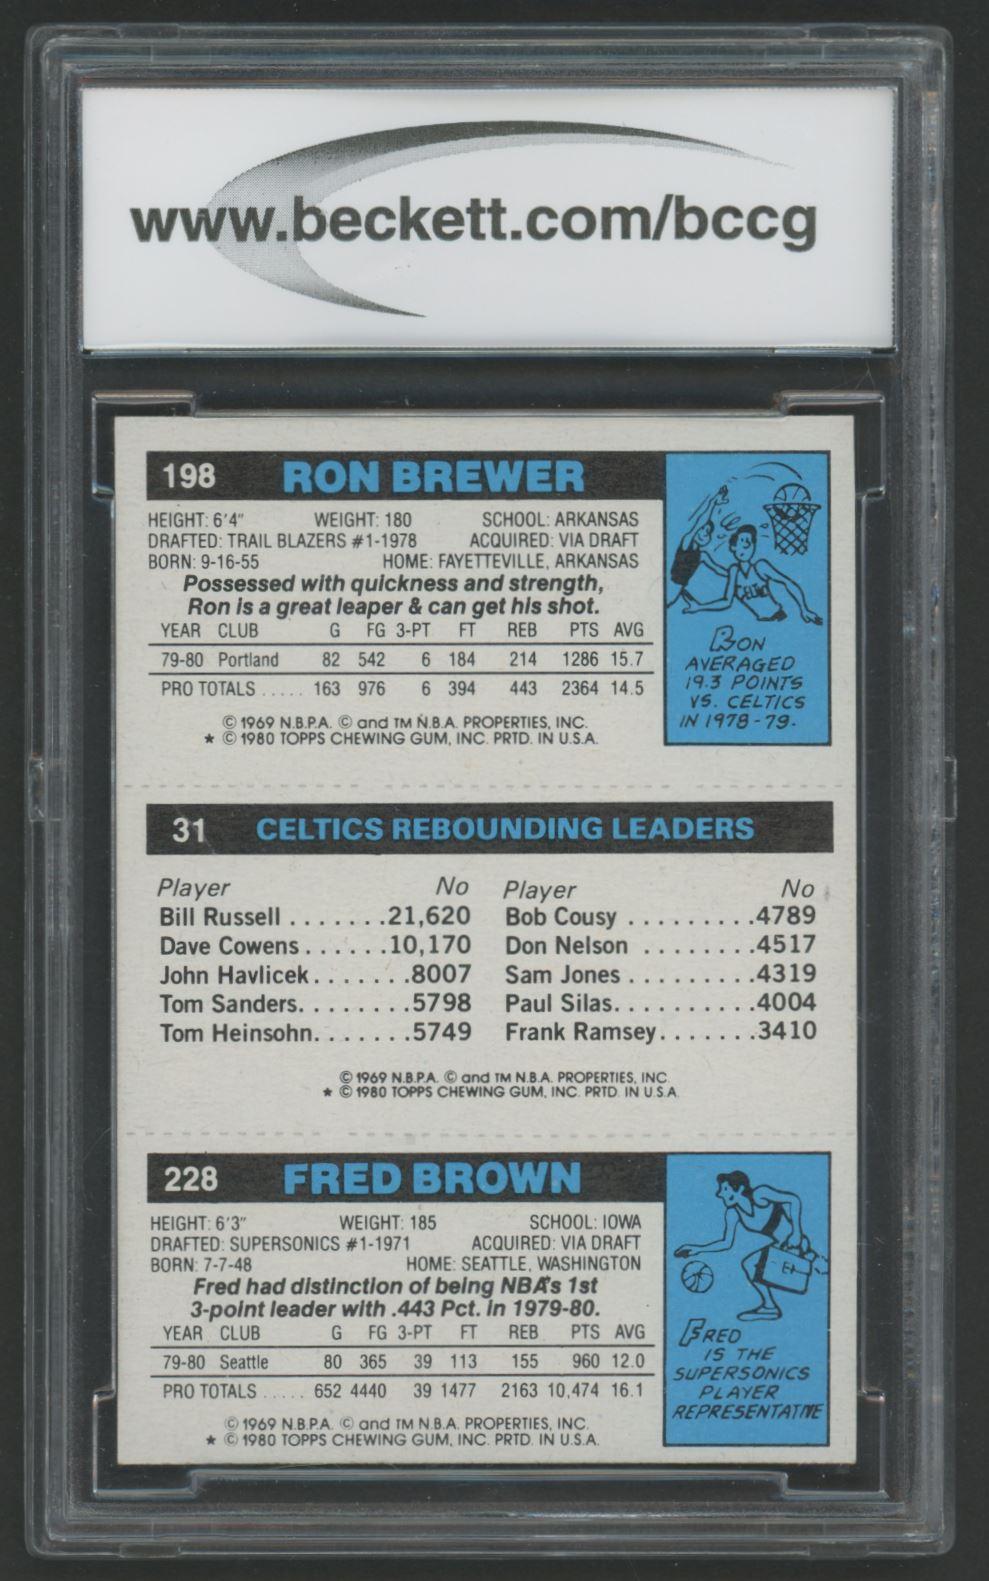 www.beckett.com/bccg
198 RON BREWER
HEIGHT: 6'4" WEIGHT: 180 SCHOOL: ARKANSAS
DRAFTED: TRAIL BLAZERS #1-1978 ACQUIRED: VIA DRAFT
BORN: 9-16-55 HOME: FAYETTEVILLE, ARKANSAS
Possessed with quickness and strength,
Ron is a great leaper & can get his shot.
YEAR CLUB G FG 3-PT FT REB PTS AVG
79-80 Portland 82 542 6 184 214 1286 15.7
PRO TOTALS ..... 163 976 6 394 443 2364 14.5
© 1969 N.B.P.A. © and TM N.B.A. PROPERTIES, INC.
★ © 1980 TOPPS CHEWING GUM, INC. PRTD. IN U.S.A.
CELTICS
RON
AVERAGED
19.3 POINTS
VS. CELTICS
IN 1978-79.
31 CELTICS REBOUNDING LEADERS
Player No Player No
Bill Russell .......21,620 Bob Cousy .........4789
Dave Cowens ......10,170 Don Nelson ........4517
John Havlicek.......8007 Sam Jones .........4319
Tom Sanders........5798 Paul Silas..........4004
Tom Heinsohn.......5749 Frank Ramsey.......3410
© 1969 N.B.P.A. © and TM N.B.A. PROPERTIES, INC.
★ © 1980 TOPPS CHEWING GUM, INC. PRTD. IN U.S.A.
228 FRED BROWN
HEIGHT: 6'3" WEIGHT: 185 SCHOOL: IOWA
DRAFTED: SUPERSONICS #1-1971 ACQUIRED: VIA DRAFT
BORN: 7-7-48 HOME: SEATTLE, WASHINGTON
Fred had distinction of being NBA's 1st
3-point leader with .443 Pct. in 1979-80.
YEAR CLUB G FG 3-PT FT REB PTS AVG
79-80 Seattle 80 365 39 113 155 960 12.0
PRO TOTALS ..... 652 4440 39 1477 2163 10,474 16.1
© 1969 N.B.P.A. © and TM N.B.A. PROPERTIES, INC.
★ © 1980 TOPPS CHEWING GUM, INC. PRTD. IN U.S.A.
FRED
IS THE
SUPERSONICS
PLAYER
REPRESENTATIVE